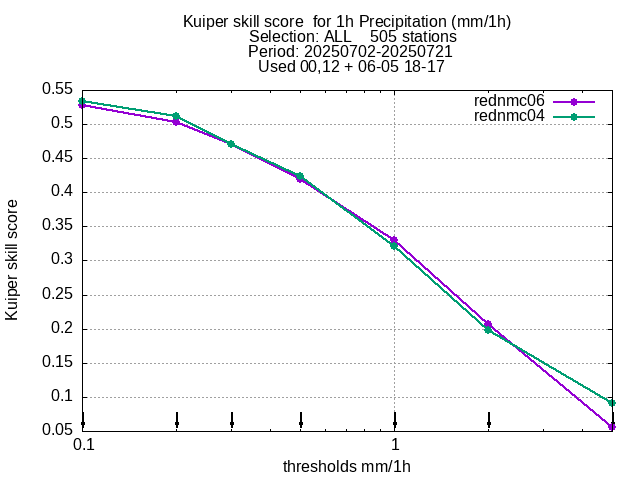 Kuiper skill score  for 1h Precipitation (mm/1h)
Selection: ALL    505 stations
Period: 20250702-20250721
Used 00,12 + 06-05 18-17
rednmc06
rednmc04
0.55
0.5
0.45
0.4
0.35
0.3
0.25
0.2
0.15
0.1
0.05
Kuiper skill score
0.1
1
thresholds mm/1h